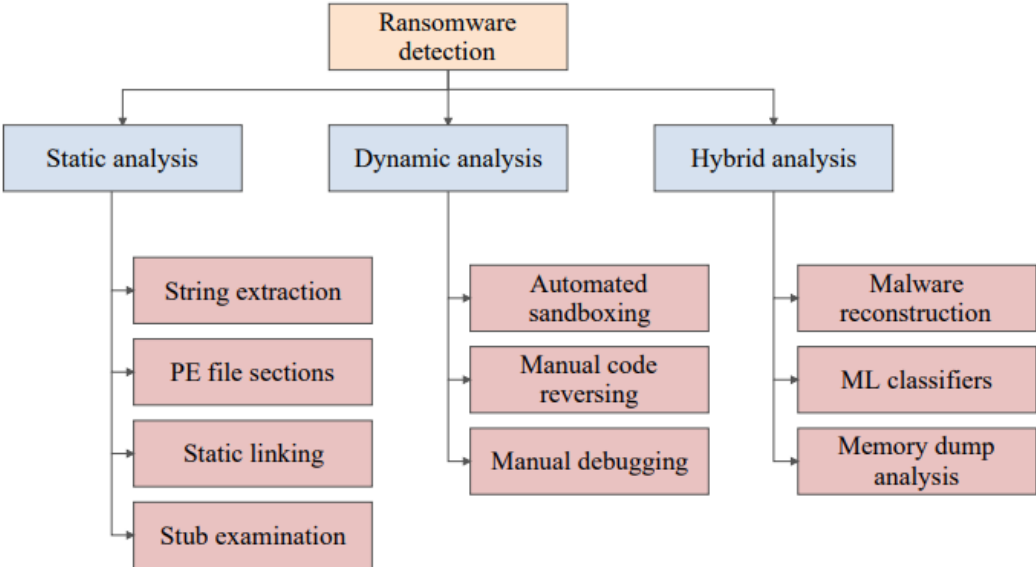 Ransomware
detection
Static analysis
Dynamic analysis
Hybrid analysis
String extraction
PE file sections
Static linking
Stub examination
Automated
sandboxing
Manual code
reversing
Manual debugging
Malware
reconstruction
ML classifiers
Memory dump
analysis